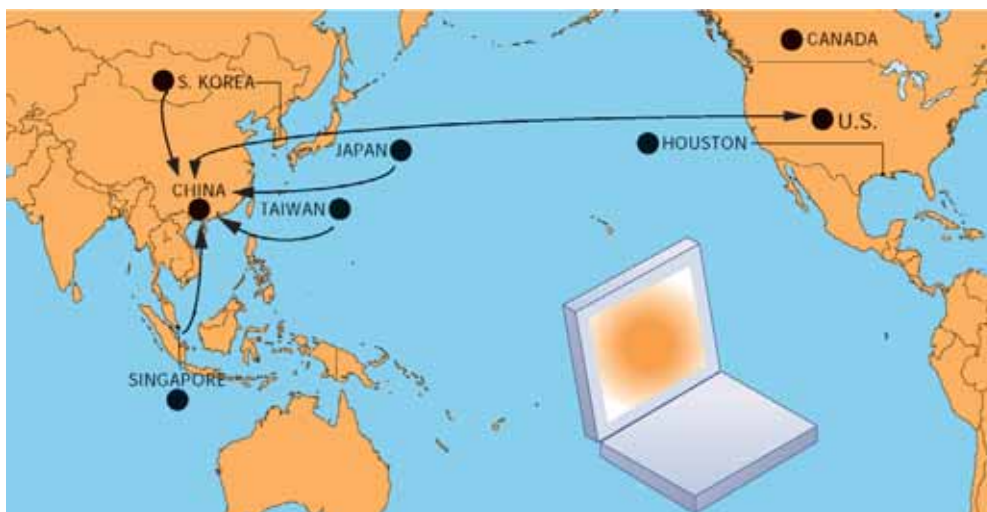 CANADA
S. KOREA
U.S.
JAPAN
HOUSTON
CHINA
TAIWAN
SINGAPORE